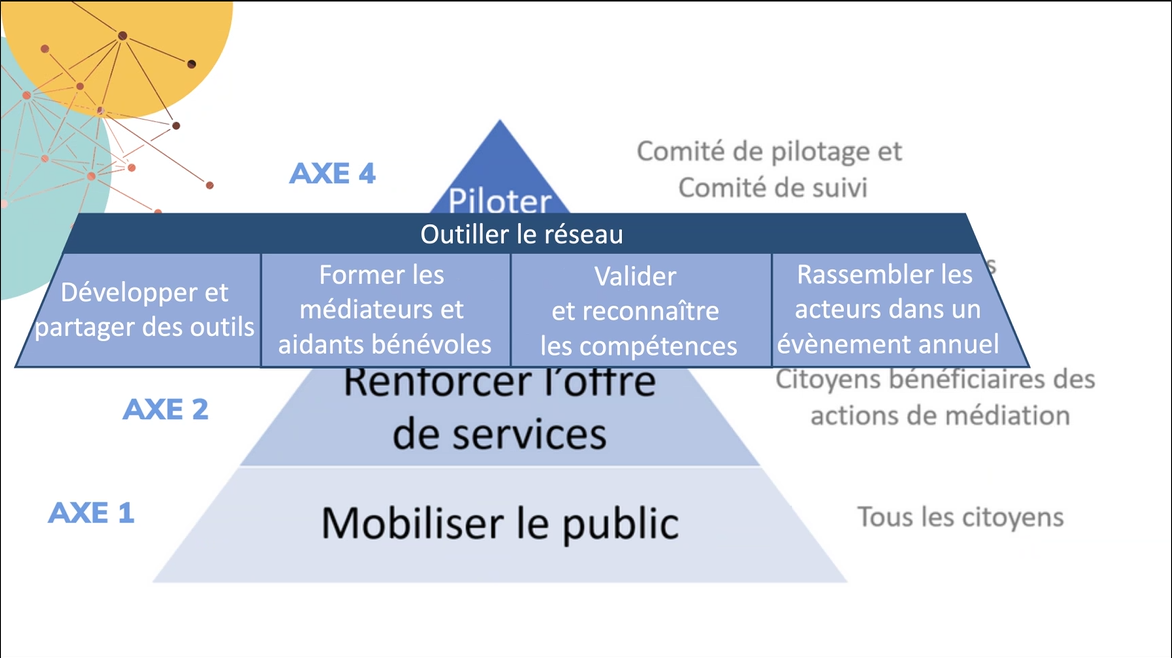 AXE 4
Piloter
Comité de pilotage et
Comité de suivi
Outiller le réseau
Développer et
partager des outils
Former les
médiateurs et
aidants bénévoles
Valider
et reconnaître
les compétences
Rassembler les
acteurs dans un
évènement annuel
s
AXE 2
Renforcer l'offre
de services
Citoyens bénéficiaires des
actions de médiation
AXE 1
Mobiliser le public
Tous les citoyens